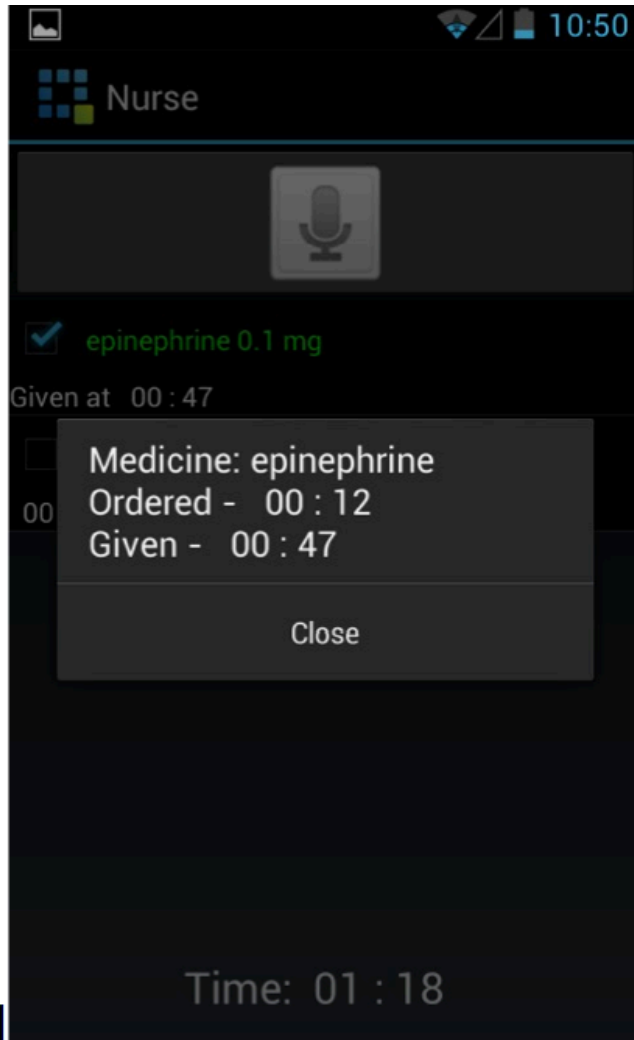 10:50
Nurse
epinephrine 0.1 mg
Given at 00 : 47
00
Medicine: epinephrine
Ordered - 00 : 12
Given - 00 : 47
Close
Time: 01 : 18